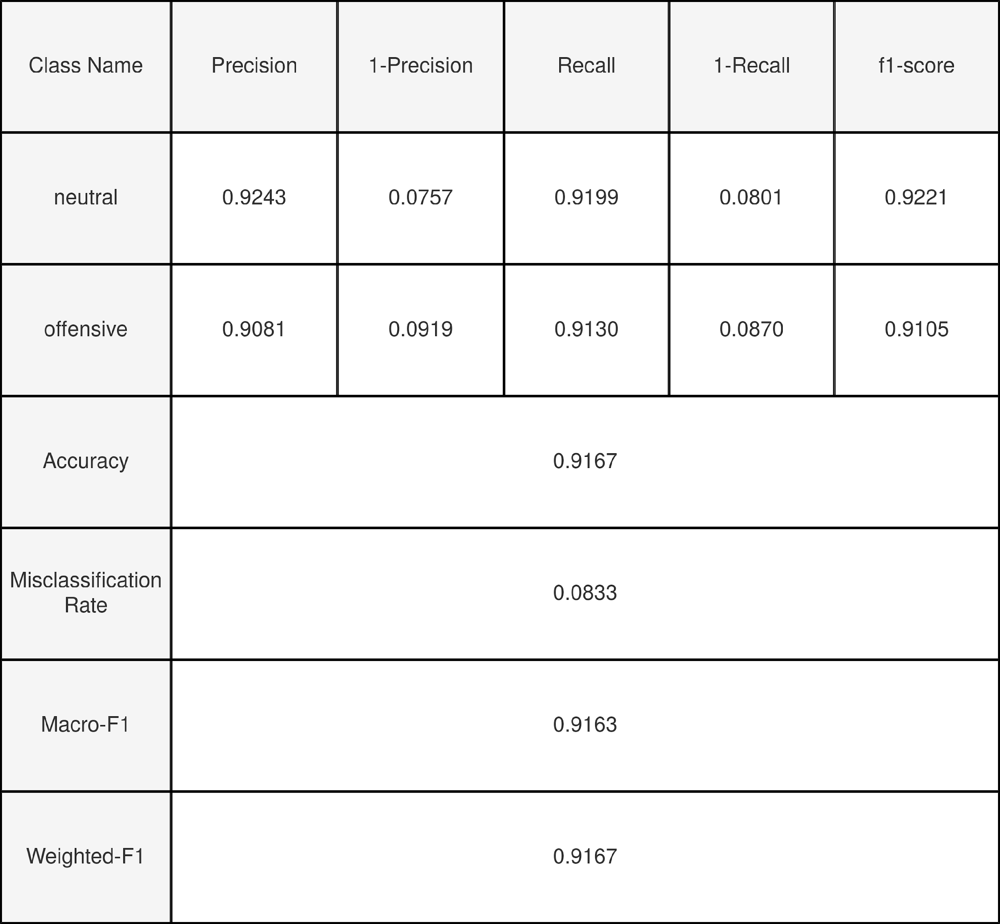 Class Name Precision 1-Precision Recall 1-Recall f1-score
neutral 0.9243 0.0757 0.9199 0.0801 0.9221
offensive 0.9081 0.0919 0.9130 0.0870 0.9105
Accuracy 0.9167
Misclassification
Rate 0.0833
Macro-F1 0.9163
Weighted-F1 0.9167